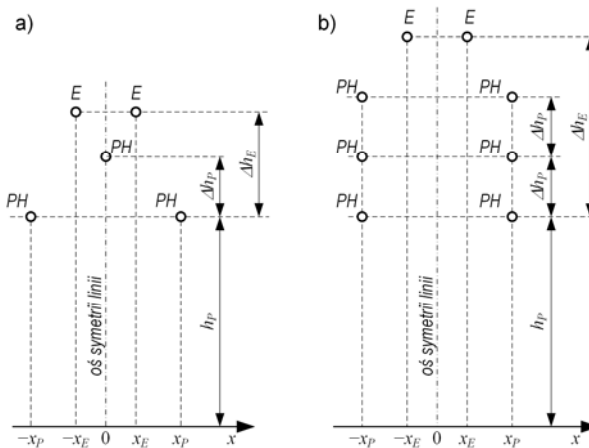 a)
E E
PH
PH PH
Δh_P
Δh_E
h_P
oś symetrii linii
−x_P −x_E 0 x_E x_P x
b)
E E
PH PH
PH PH
PH PH
Δh_P
Δh_P
Δh_E
h_P
oś symetrii linii
−x_P −x_E 0 x_E x_P x